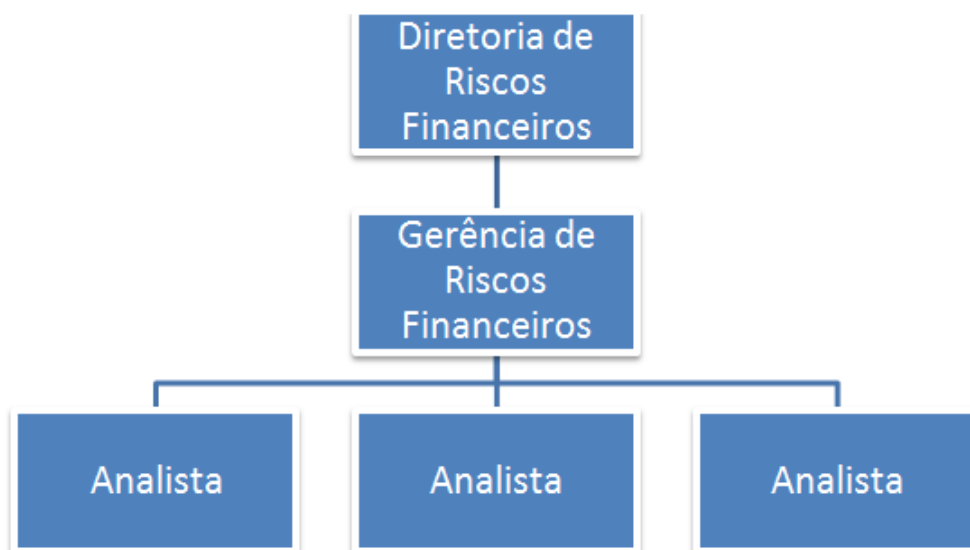 Diretoria de
Riscos
Financeiros
Gerência de
Riscos
Financeiros
Analista
Analista
Analista